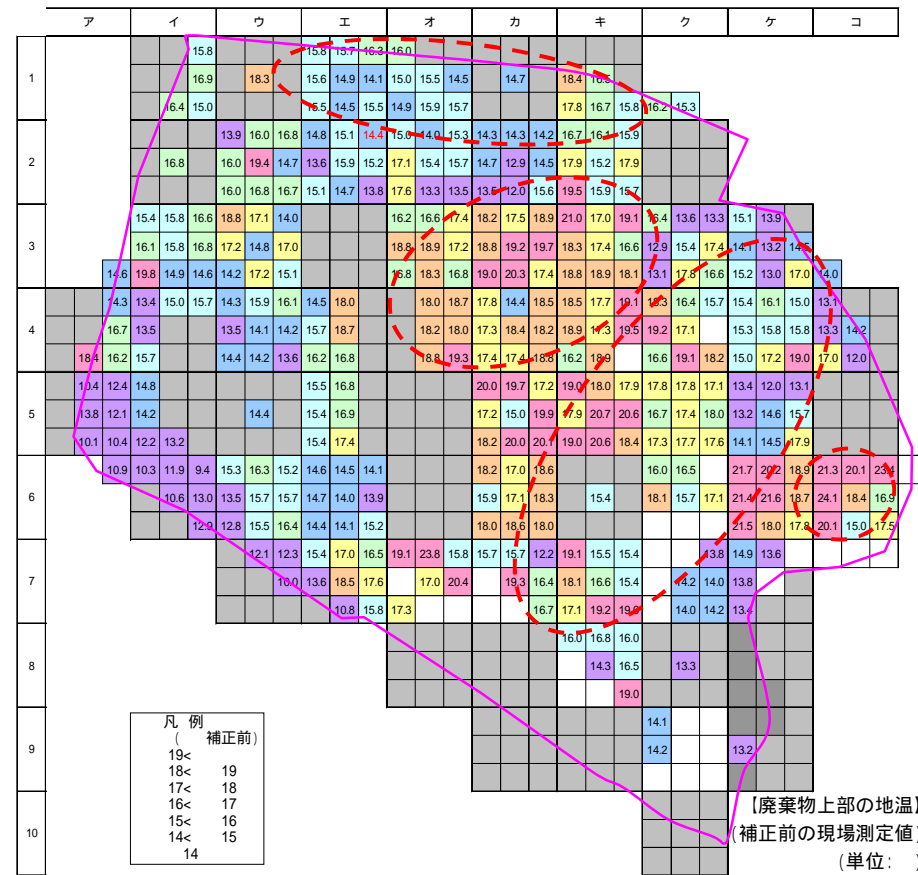 ア イ ウ エ オ カ キ ク ケ コ
15.8 15.8 15.7 16.3 16.0
1 16.9 18.3 15.6 14.9 14.1 15.0 15.5 14.5 14.7 18.4
16.4 15.0 14.5 15.5 14.9 15.9 15.7 17.8 16.7 15.8 16.2 15.3
13.9 16.0 16.8 14.8 15.1 14.4 15.0 14.0 15.3 14.3 14.3 14.2 16.7 16.1 15.9
2 16.8 16.0 19.4 14.7 13.6 15.9 15.2 17.1 15.4 15.7 14.7 12.9 14.5 17.9 15.2 17.9
16.0 16.8 16.7 15.1 14.7 13.8 17.6 13.3 13.5 13.5 12.0 15.6 19.5 15.9 15.7
15.4 15.8 16.6 18.8 17.1 14.0 16.2 16.6 17.4 18.2 17.5 18.9 21.0 17.0 19.1 16.4 13.6 13.3 15.1 13.9
3 16.1 15.8 16.8 17.2 14.8 17.0 18.8 18.9 17.2 18.8 19.2 19.7 18.3 17.4 16.6 12.9 15.4 17.4 14.1 13.2 14.5
14.6 19.8 14.9 14.6 14.2 17.2 15.1 16.8 18.3 16.8 19.0 20.3 17.4 18.8 18.9 18.1 13.1 17.8 16.6 15.2 13.0 17.0 14.0
14.3 13.4 15.0 15.7 14.3 15.9 16.1 14.5 18.0 18.0 18.7 17.8 14.4 18.5 18.5 17.7 19.1 18.3 16.4 15.7 15.4 16.1 15.0 13.1
4 16.7 13.5 13.5 14.1 14.2 15.7 18.7 18.2 18.0 17.3 18.4 18.2 18.9 17.3 19.5 19.2 17.1 15.3 15.8 15.8 13.3 14.2
18.4 16.2 15.7 14.4 14.2 13.6 16.2 16.8 18.8 19.3 17.4 17.4 18.8 16.2 18.9 16.6 19.1 18.2 15.0 17.2 19.0 17.0 12.0
10.4 12.4 14.8 15.5 16.8 20.0 19.7 17.2 19.0 18.0 17.9 17.8 17.8 17.1 13.4 12.0 13.1
5 13.8 12.1 14.2 14.4 15.4 16.9 17.2 15.0 19.9 17.9 20.7 20.6 16.7 17.4 18.0 13.2 14.6 15.7
10.1 10.4 12.2 13.2 15.4 17.4 18.2 20.0 20.1 19.0 20.6 18.4 17.3 17.7 17.6 14.1 14.5 17.9
10.9 10.3 11.9 9.4 15.3 16.3 15.2 14.6 14.5 14.1 18.2 17.0 18.6 16.0 16.5 21.7 20.2 18.9 21.3 20.1 23.4
6 10.6 13.0 13.5 15.7 15.7 14.7 14.0 13.9 15.9 17.1 18.3 15.4 18.1 15.7 17.1 21.4 21.6 18.7 24.1 18.4 16.9
12.9 12.8 15.5 16.4 14.4 14.1 15.2 18.0 18.6 18.0 21.5 18.0 17.8 20.1 15.0 17.5
12.1 12.3 15.4 17.0 16.5 19.1 23.8 15.8 15.7 15.7 12.2 19.1 15.5 15.4 13.8 14.9 13.6
7 10.0 13.6 18.5 17.6 17.0 20.4 19.3 16.4 18.1 16.6 15.4 14.2 14.0 13.8
10.8 15.8 17.3 16.7 17.1 19.2 19.0 14.0 14.2 13.4
16.0 16.8 16.0
8 14.3 16.5 13.3
19.0
14.1
9 14.2 13.2
10
凡 例
( 補正前)
19<
18< 19
17< 18
16< 17
15< 16
14< 15
14
【廃棄物上部の地温】
(補正前の現場測定値)
(単位: )